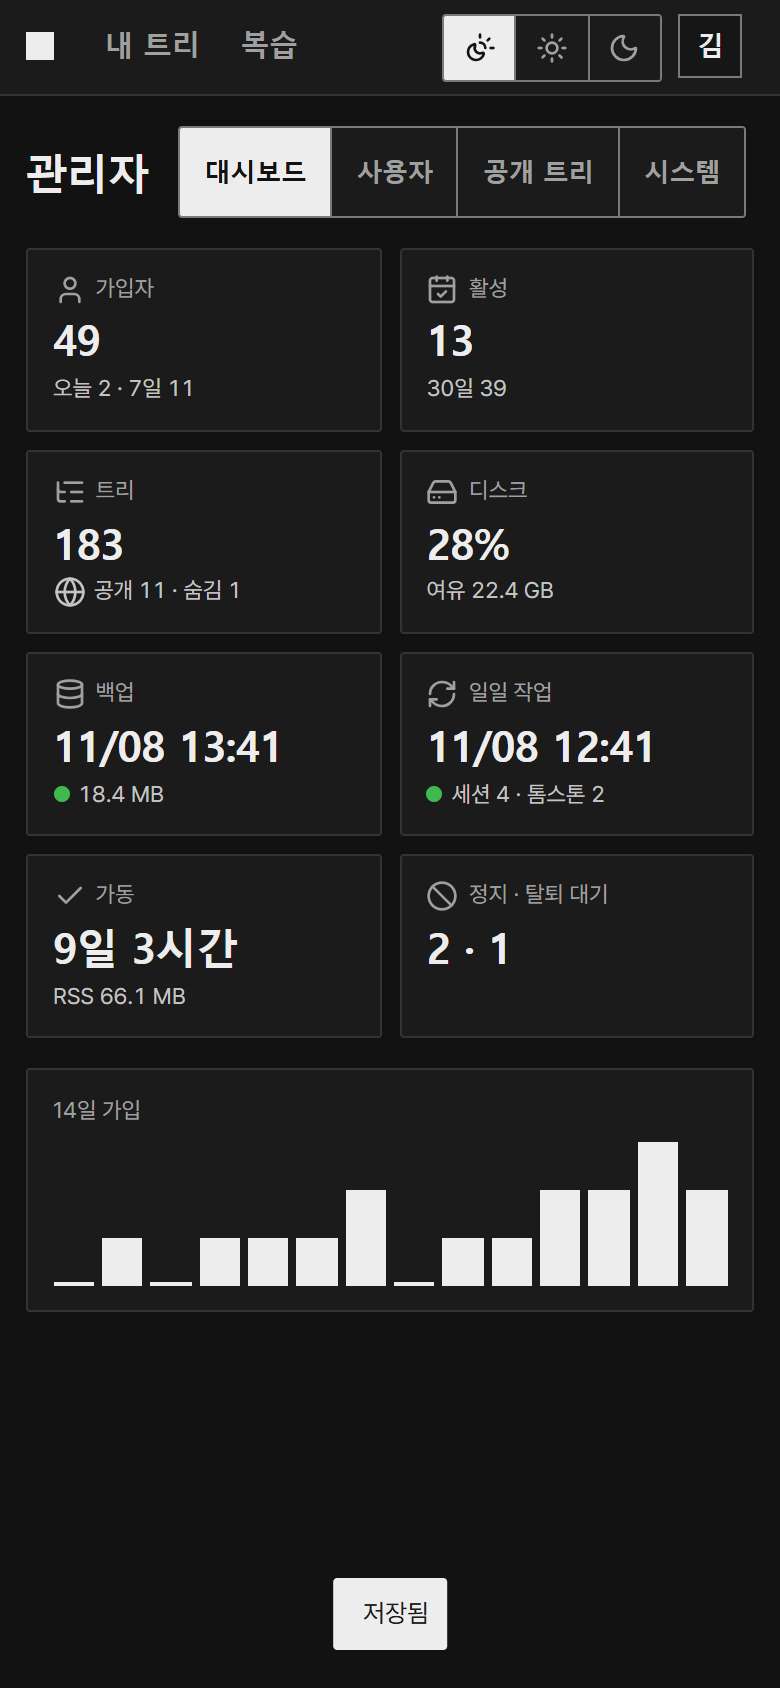 내 트리 복습 김
관리자 대시보드 사용자 공개 트리 시스템
가입자
49
오늘 2 · 7일 11
활성
13
30일 39
트리
183
공개 11 · 숨김 1
디스크
28%
여유 22.4 GB
백업
11/08 13:41
18.4 MB
일일 작업
11/08 12:41
세션 4 · 톰스톤 2
가동
9일 3시간
RSS 66.1 MB
정지 · 탈퇴 대기
2 · 1
14일 가입
저장됨